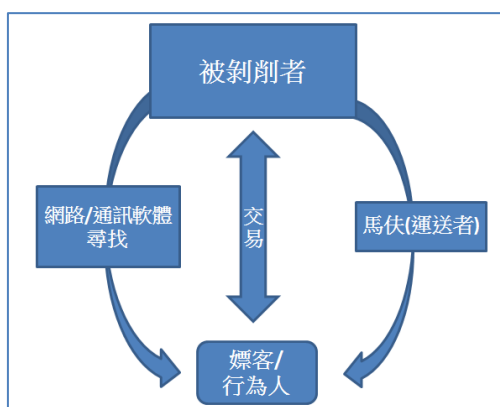 被剝削者
網路/通訊軟體
尋找
交易
馬伕(運送者)
嫖客/
行為人